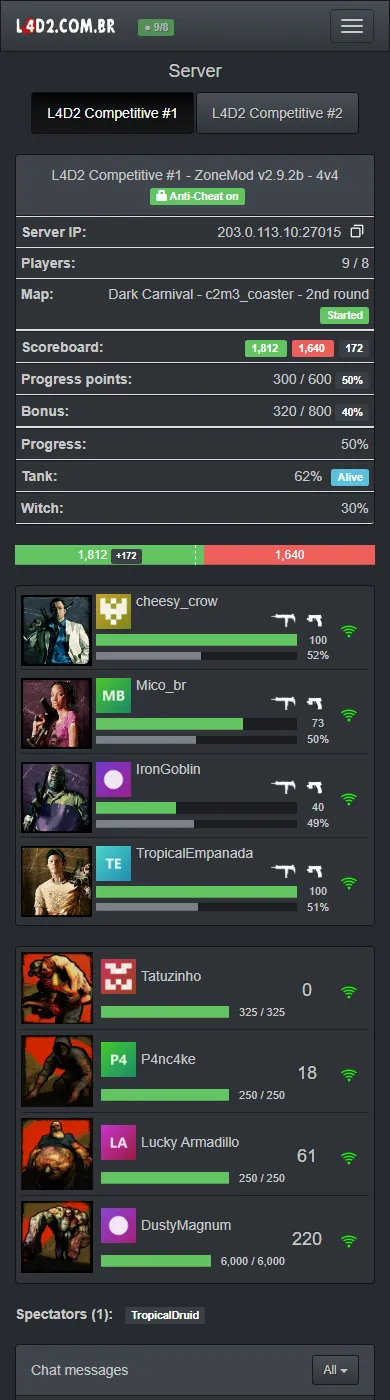 L4D2.COM.BR 9/8
Server
L4D2 Competitive #1 L4D2 Competitive #2
L4D2 Competitive #1 - ZoneMod v2.9.2b - 4v4
Anti-Cheat on
Server IP: 203.0.113.10:27015
Players: 9 / 8
Map: Dark Carnival - c2m3_coaster - 2nd round
Started
Scoreboard: 1,812 1,640 172
Progress points: 300 / 600 50%
Bonus: 320 / 800 40%
Progress: 50%
Tank: 62% Alive
Witch: 30%
1,812 +172 1,640
cheesy_crow
100
52%
MB Mico_br
73
50%
IronGoblin
40
49%
TE TropicalEmpanada
100
51%
Tatuzinho 0
325 / 325
P4 P4nc4ke 18
250 / 250
LA Lucky Armadillo 61
250 / 250
DustyMagnum 220
6,000 / 6,000
Spectators (1): TropicalDruid
Chat messages All